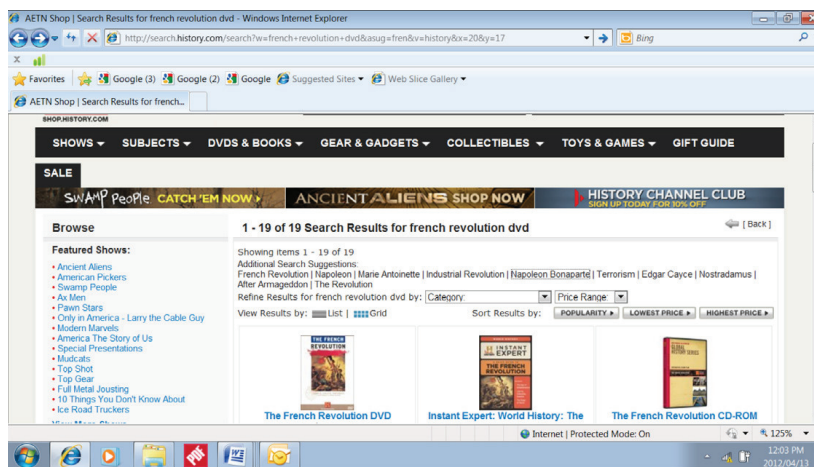 AETN Shop | Search Results for french revolution dvd - Windows Internet Explorer
http://search.history.com/search?w=french+revolution+dvd&asug=fren&v=history&x=20&y=17
Bing
x
Favorites Google (3) Google (2) Google Suggested Sites Web Slice Gallery
AETN Shop | Search Results for french...
SHOP.HISTORY.COM
SHOWS SUBJECTS DVDS & BOOKS GEAR & GADGETS COLLECTIBLES TOYS & GAMES GIFT GUIDE
SALE
SWAMP PEOPLE CATCH 'EM NOW ANCIENT ALIENS SHOP NOW HISTORY CHANNEL CLUB
SIGN UP TODAY FOR 10% OFF
Browse
Featured Shows:
• Ancient Aliens
• American Pickers
• Swamp People
• Ax Men
• Pawn Stars
• Only in America - Larry the Cable Guy
• Modern Marvels
• America The Story of Us
• Special Presentations
• Mudcats
• Top Shot
• Top Gear
• Full Metal Jousting
• 10 Things You Don't Know About
• Ice Road Truckers
1 - 19 of 19 Search Results for french revolution dvd
[ Back ]
Showing items 1 - 19 of 19
Additional Search Suggestions:
French Revolution | Napoleon | Marie Antoinette | Industrial Revolution | Napoleon Bonaparte | Terrorism | Edgar Cayce | Nostradamus |
After Armageddon | The Revolution
Refine Results for french revolution dvd by: Category: Price Range:
View Results by: List | Grid Sort Results by: POPULARITY LOWEST PRICE HIGHEST PRICE
THE FRENCH
REVOLUTION
INSTANT
EXPERT
THE FRENCH
REVOLUTION
GLOBAL
HISTORY SERIES
The French Revolution DVD
Instant Expert: World History: The
The French Revolution CD-ROM
Internet | Protected Mode: On
125%
12:03 PM
2012/04/13